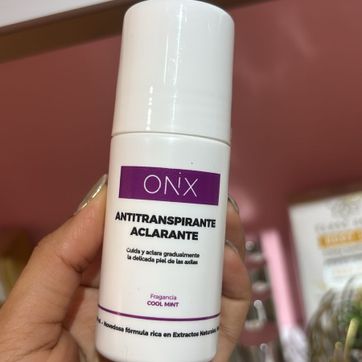 ONiX
ANTITRANSPIRANTE
ACLARANTE
Cuida y aclara gradualmente
la delicada piel de las axilas
Fragancia
COOL MINT
Novedosa fórmula rica en Extractos Naturales